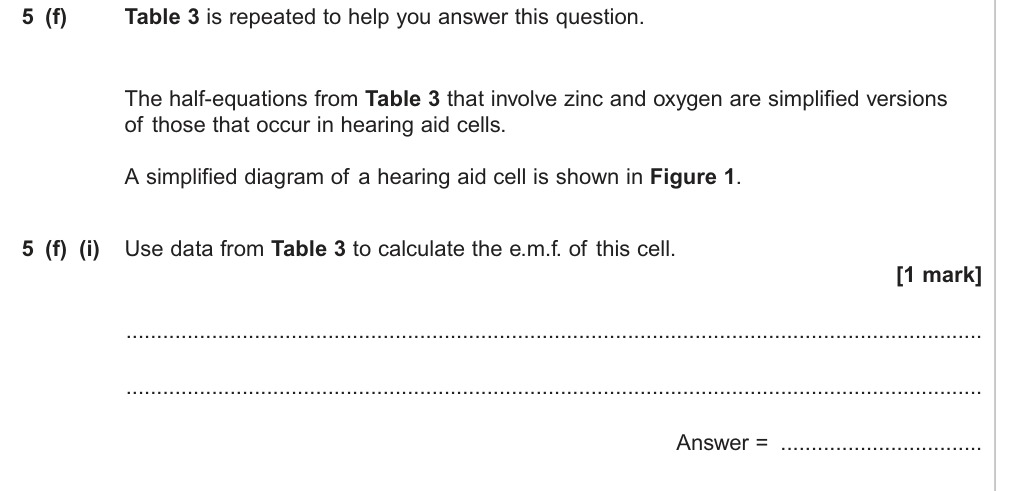 5 (f) Table 3 is repeated to help you answer this question.
The half-equations from Table 3 that involve zinc and oxygen are simplified versions
of those that occur in hearing aid cells.
A simplified diagram of a hearing aid cell is shown in Figure 1.
5 (f) (i) Use data from Table 3 to calculate the e.m.f. of this cell.
[1 mark]
Answer =